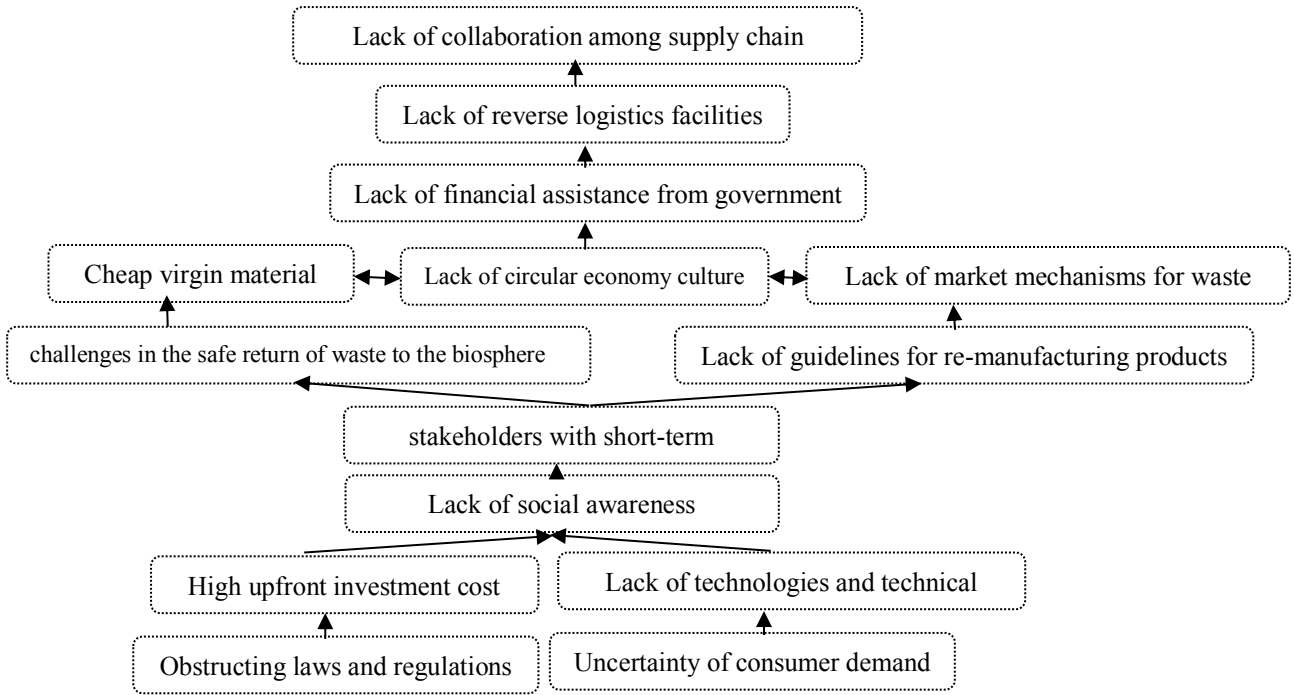 Lack of collaboration among supply chain
Lack of reverse logistics facilities
Lack of financial assistance from government
Cheap virgin material
Lack of circular economy culture
Lack of market mechanisms for waste
challenges in the safe return of waste to the biosphere
Lack of guidelines for re-manufacturing products
stakeholders with short-term
Lack of social awareness
High upfront investment cost
Lack of technologies and technical
Obstructing laws and regulations
Uncertainty of consumer demand